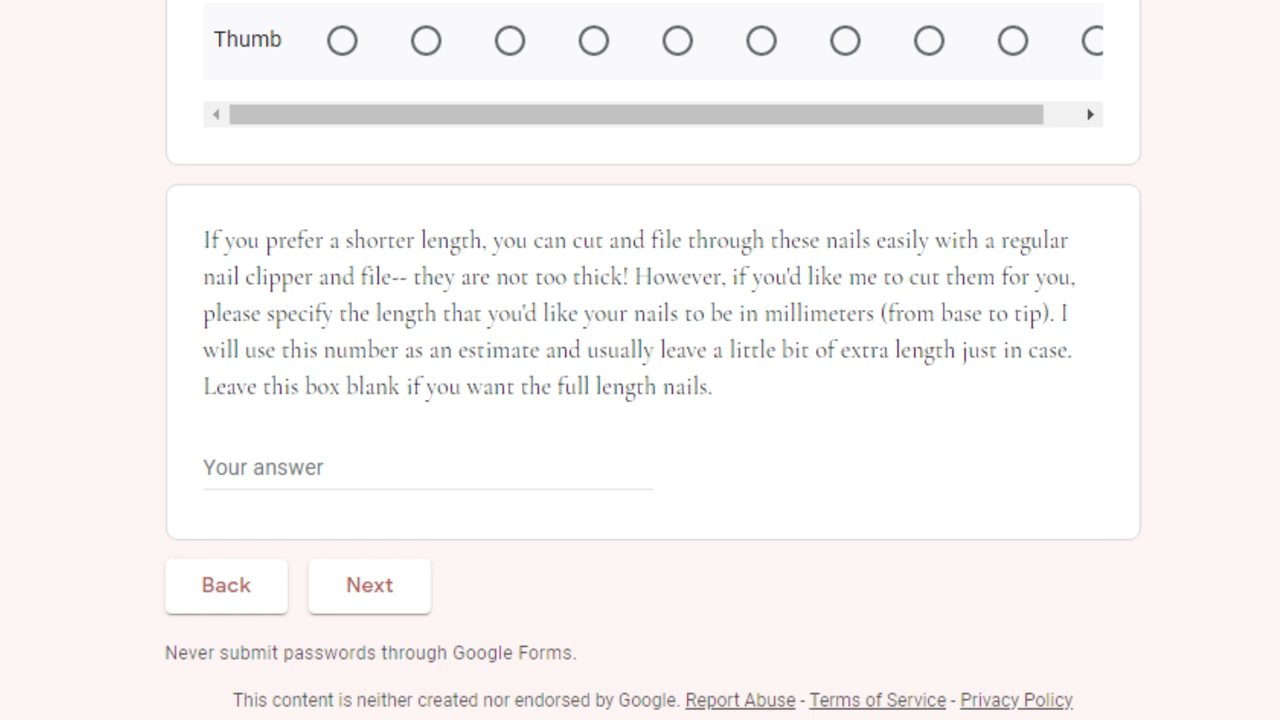 Thumb
If you prefer a shorter length, you can cut and file through these nails easily with a regular
nail clipper and file-- they are not too thick! However, if you'd like me to cut them for you,
please specify the length that you'd like your nails to be in millimeters (from base to tip). I
will use this number as an estimate and usually leave a little bit of extra length just in case.
Leave this box blank if you want the full length nails.
Your answer
Back Next
Never submit passwords through Google Forms.
This content is neither created nor endorsed by Google. Report Abuse - Terms of Service - Privacy Policy